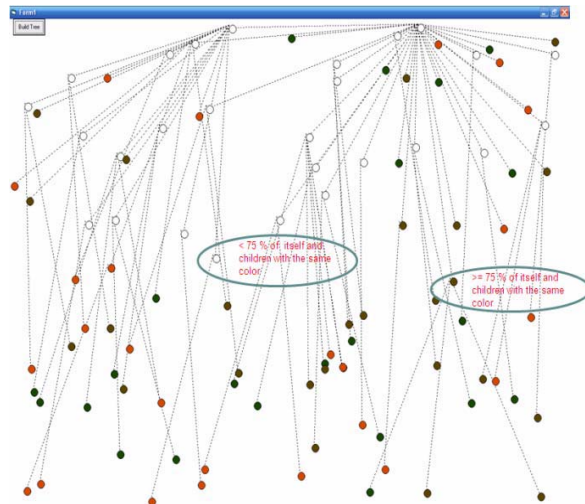 Form1
Build Tree
< 75 % of itself and
children with the same
color
>= 75 % of itself and
children with the same
color